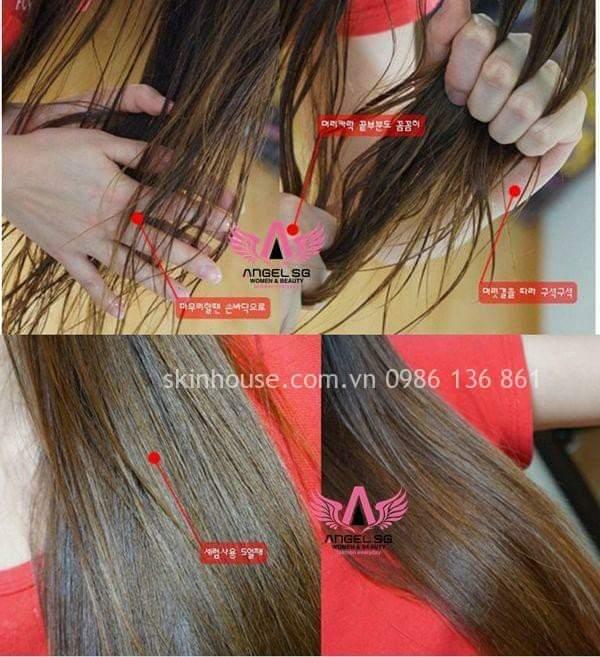 머리카락 끝부분도 꼼꼼히
ANGEL.SG
WOMEN & BEAUTY
마무리할땐 손바닥으로
머릿결을 따라 구석구석
skinhouse.com.vn 0986 136 861
ANGEL.SG
WOMEN & BEAUTY
세럼사용 5일째